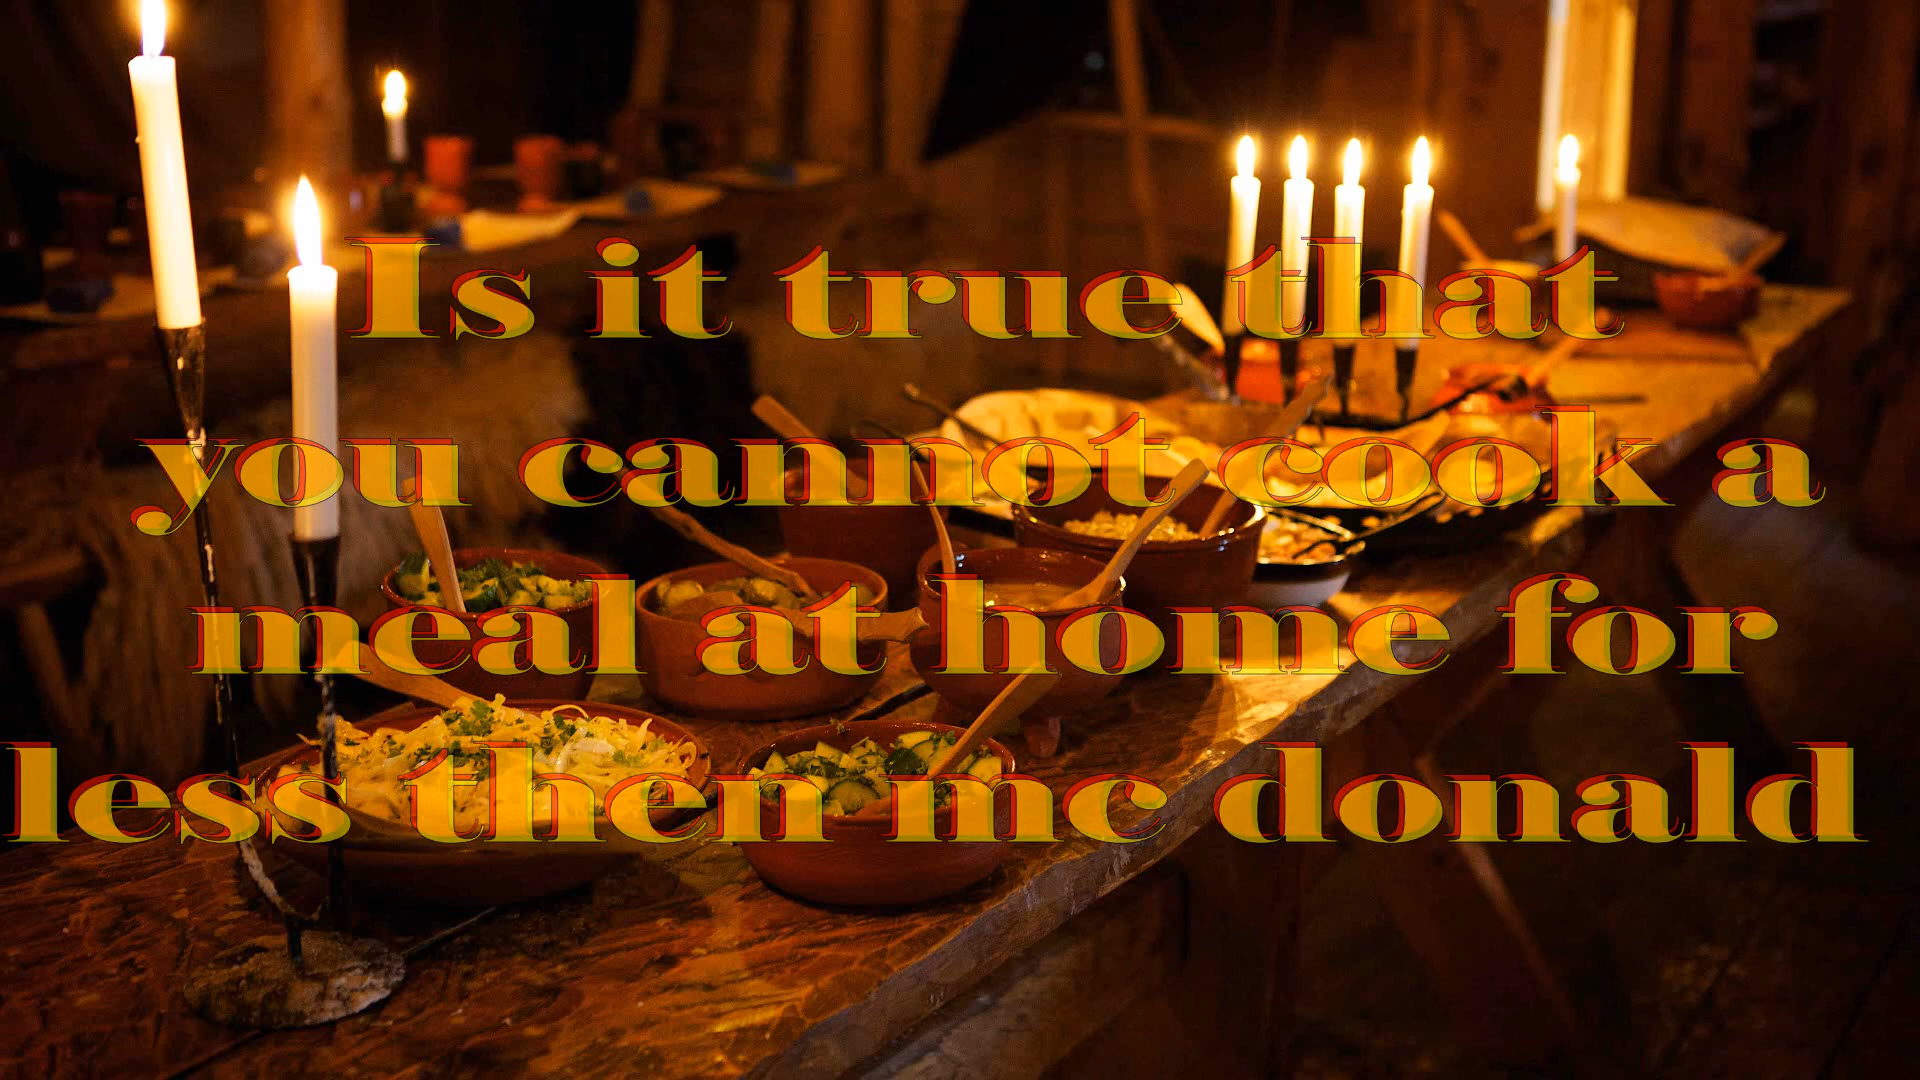 Is it true that
you cannot cook a
meal at home for
less then mc donald